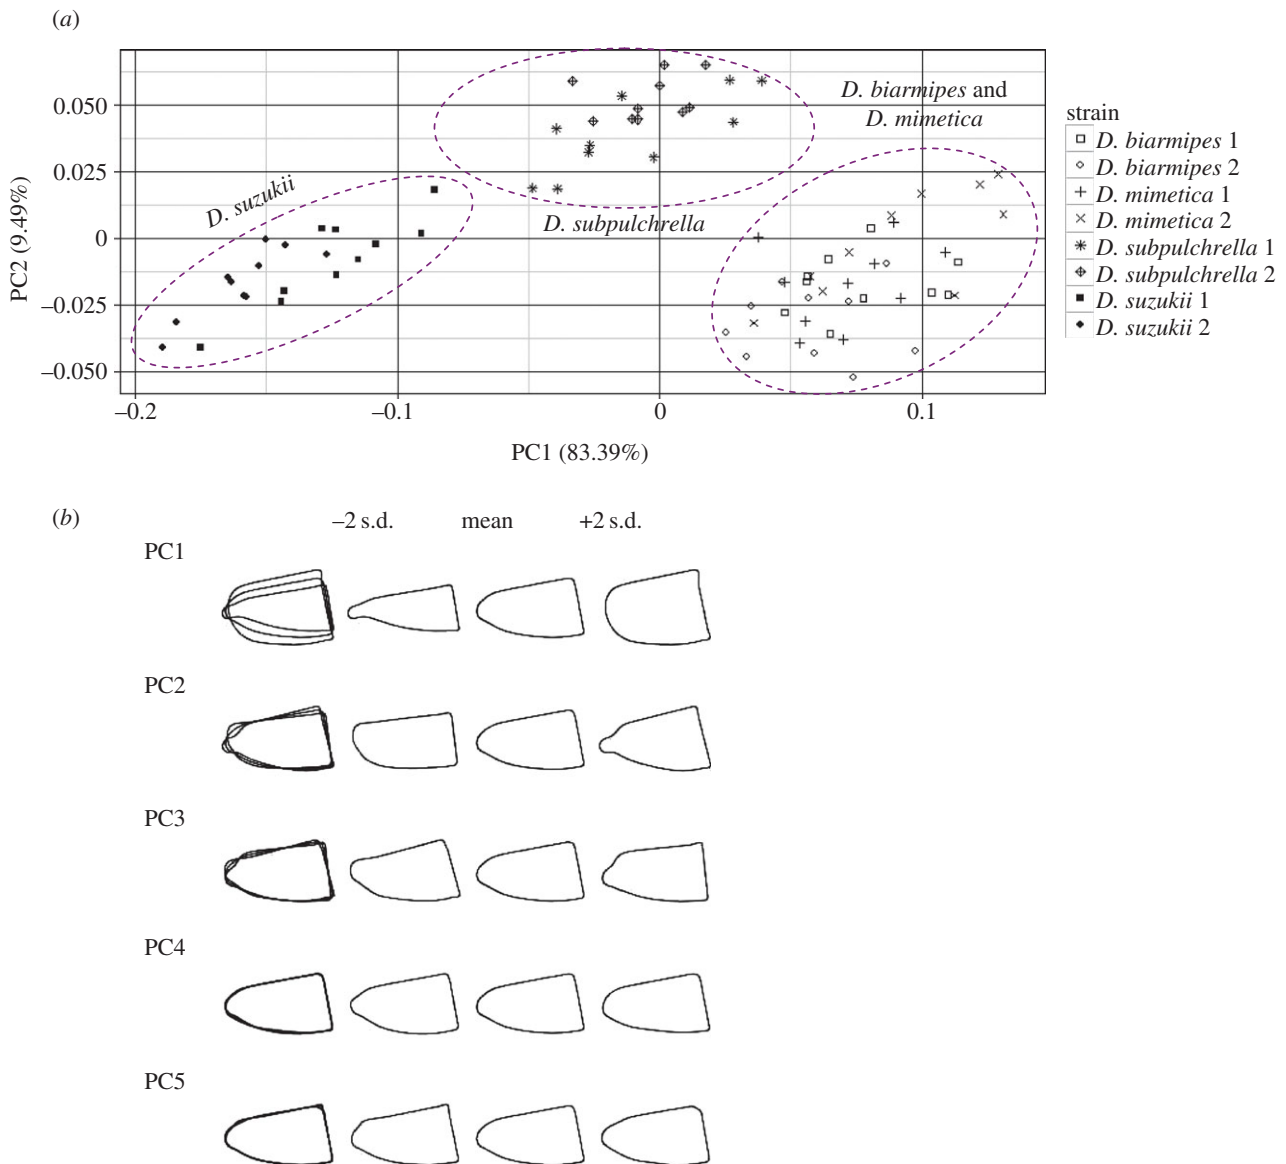 (a)
0.050
0.025
0
–0.025
–0.050
PC2 (9.49%)
D. biarmipes and
D. mimetica
D. suzukii
D. subpulchrella
–0.2
–0.1
0
0.1
PC1 (83.39%)
strain
D. biarmipes 1
D. biarmipes 2
D. mimetica 1
D. mimetica 2
D. subpulchrella 1
D. subpulchrella 2
D. suzukii 1
D. suzukii 2
(b)
–2 s.d. mean +2 s.d.
PC1
PC2
PC3
PC4
PC5